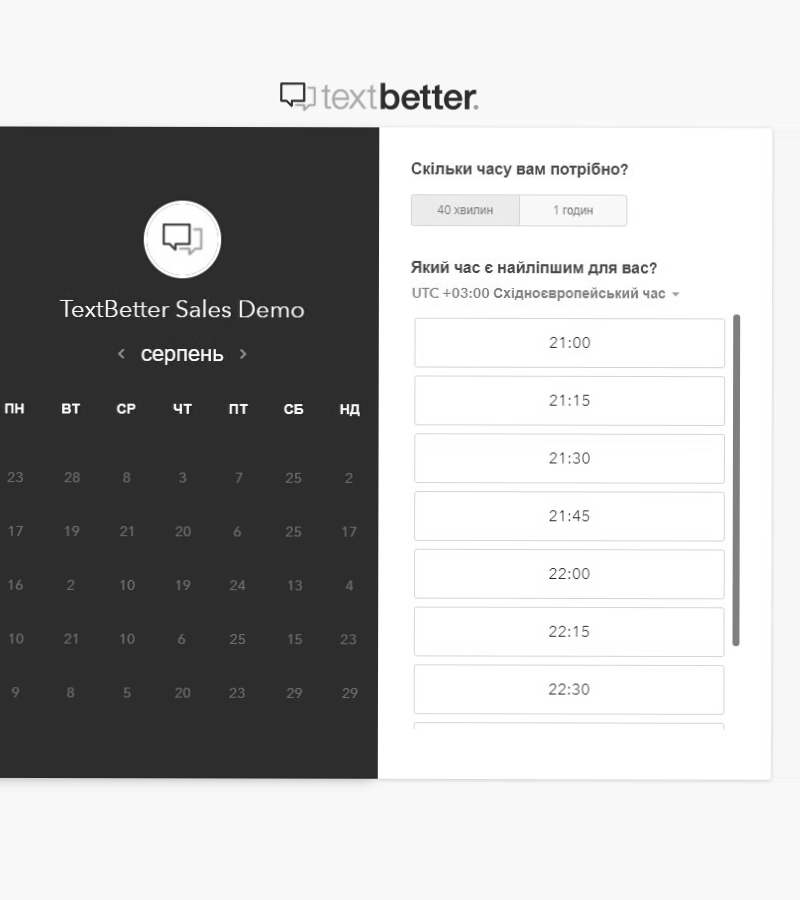 textbetter.
TextBetter Sales Demo
‹ серпень ›
ПН ВТ СР ЧТ ПТ СБ НД
23 28 8 3 7 25 2
17 19 21 20 6 25 17
16 2 10 19 24 13 4
10 21 10 6 25 15 23
9 8 5 20 23 29 29
Скільки часу вам потрібно?
40 хвилин 1 годин
Який час є найліпшим для вас?
UTC +03:00 Східноєвропейський час
21:00
21:15
21:30
21:45
22:00
22:15
22:30